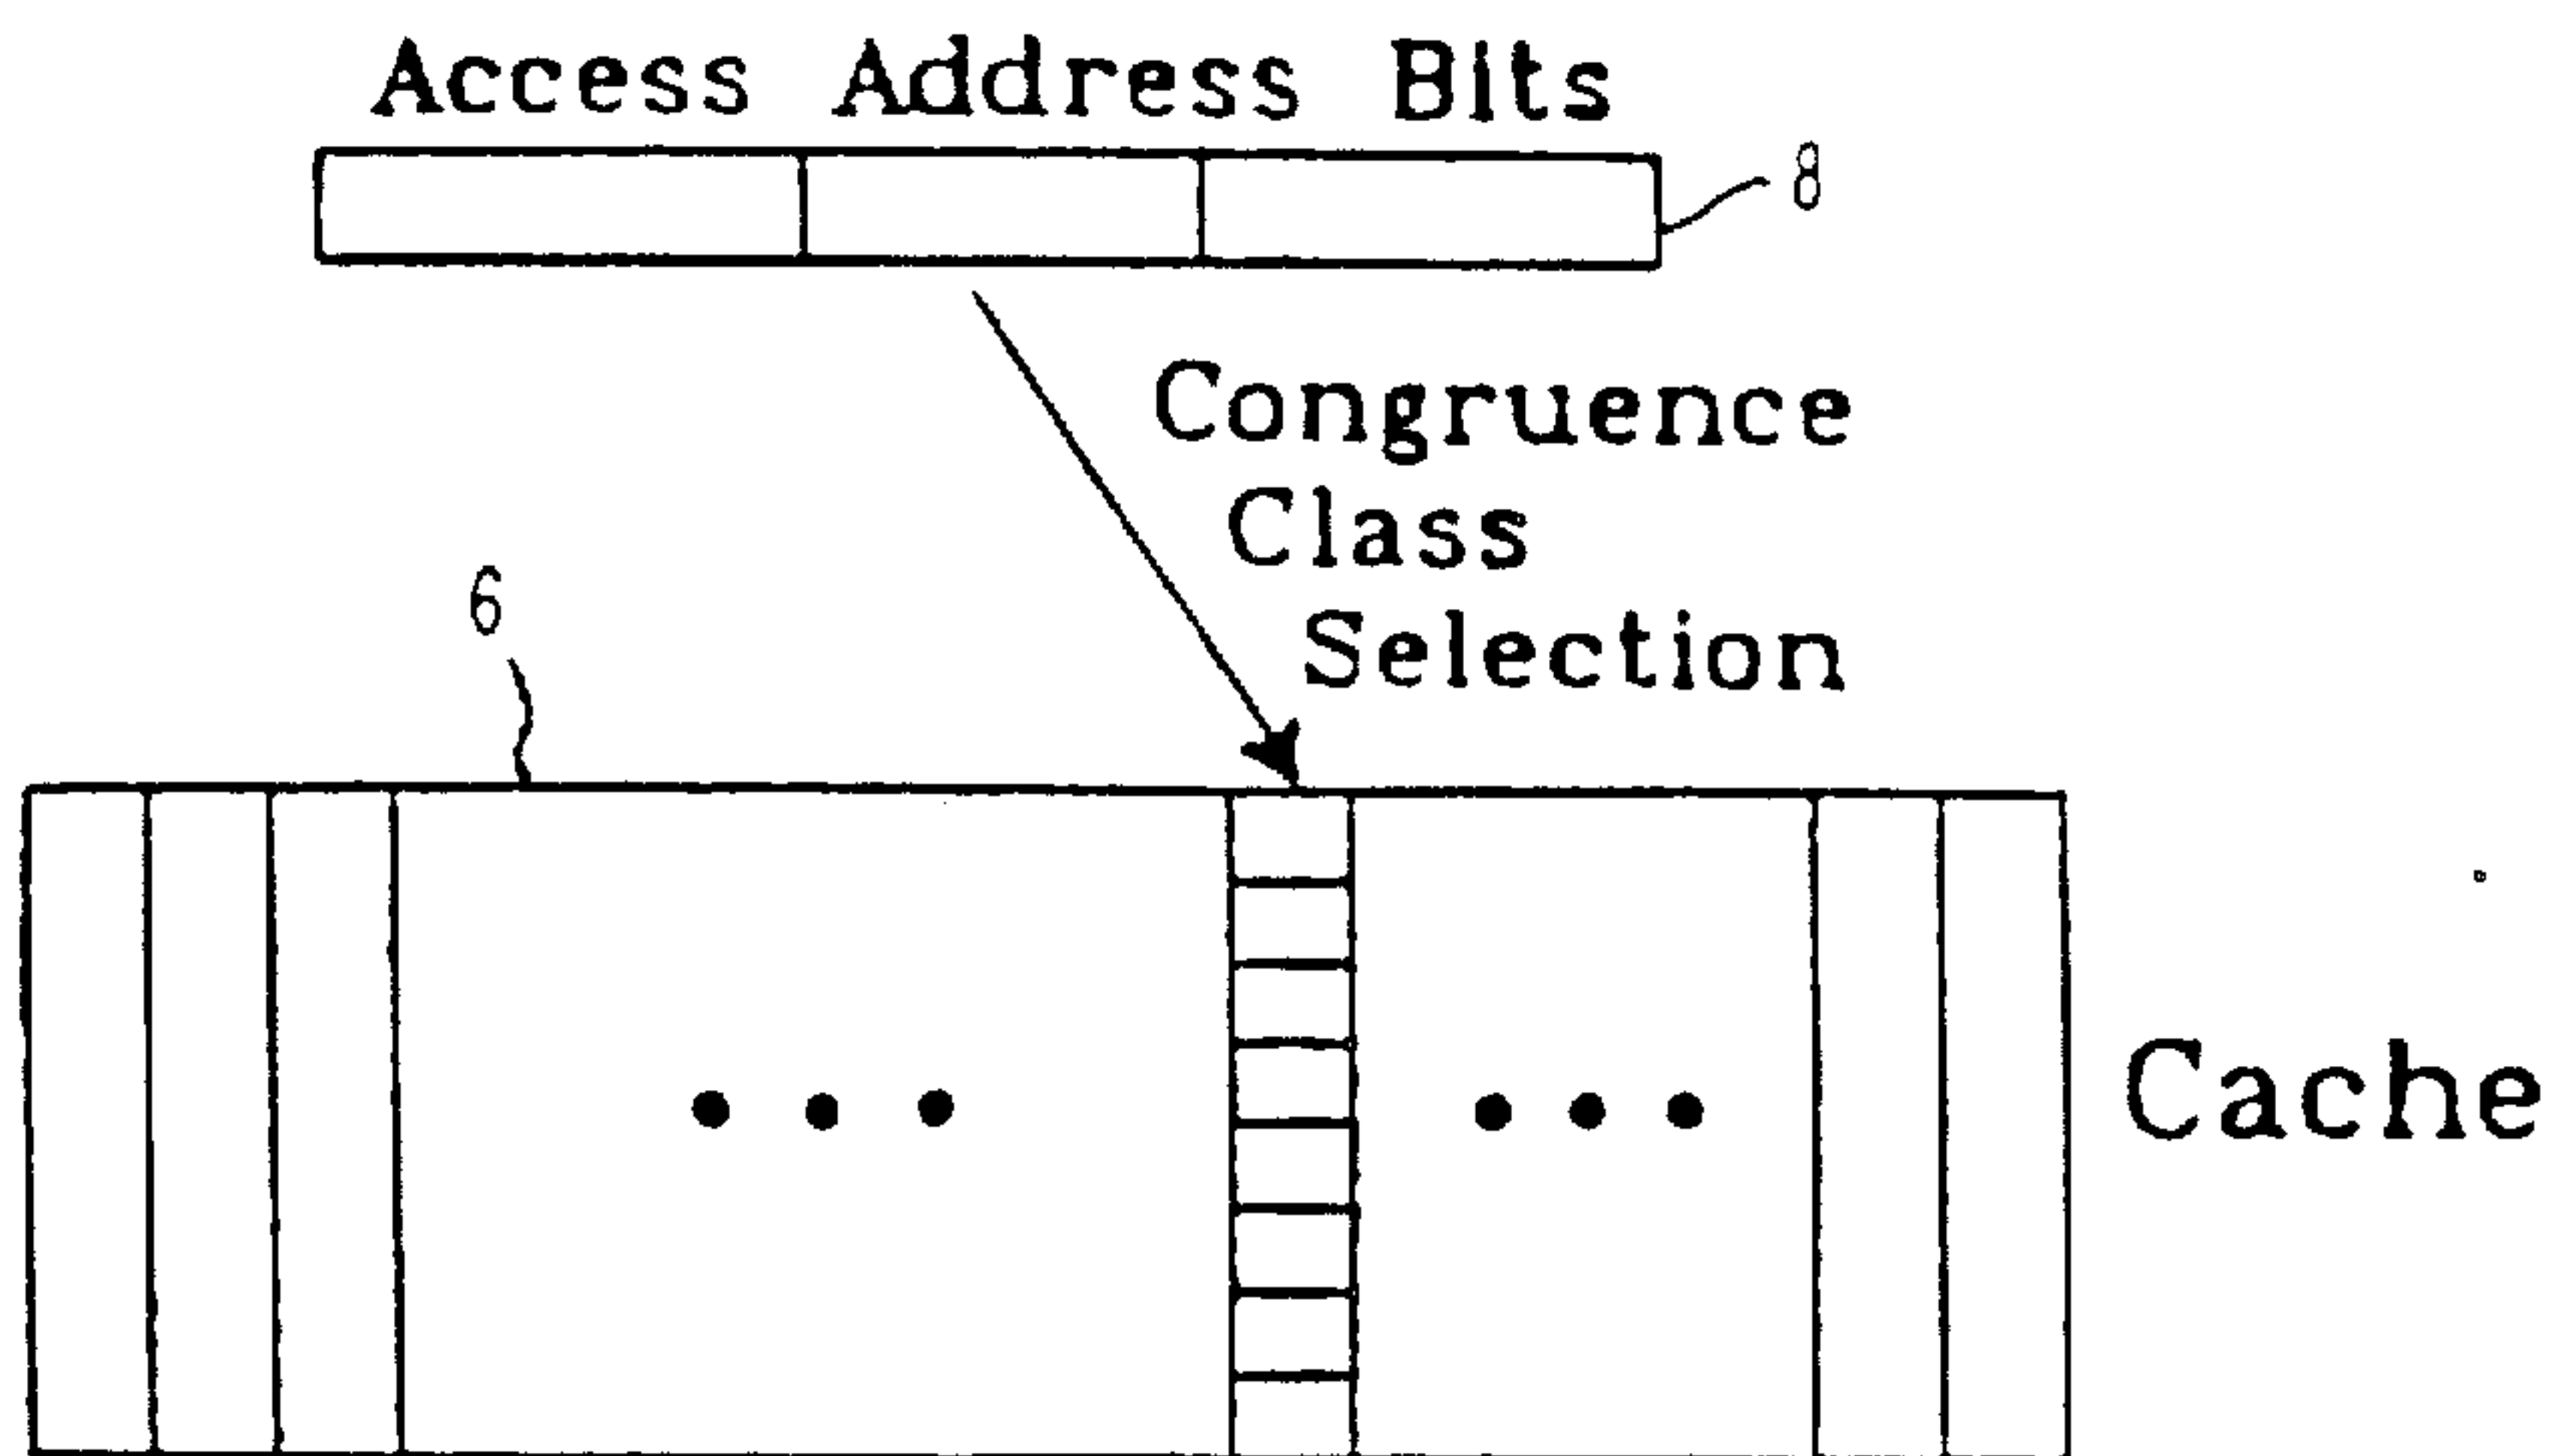 Access Address Bits
8
Congruence
Class
Selection
6
Cache